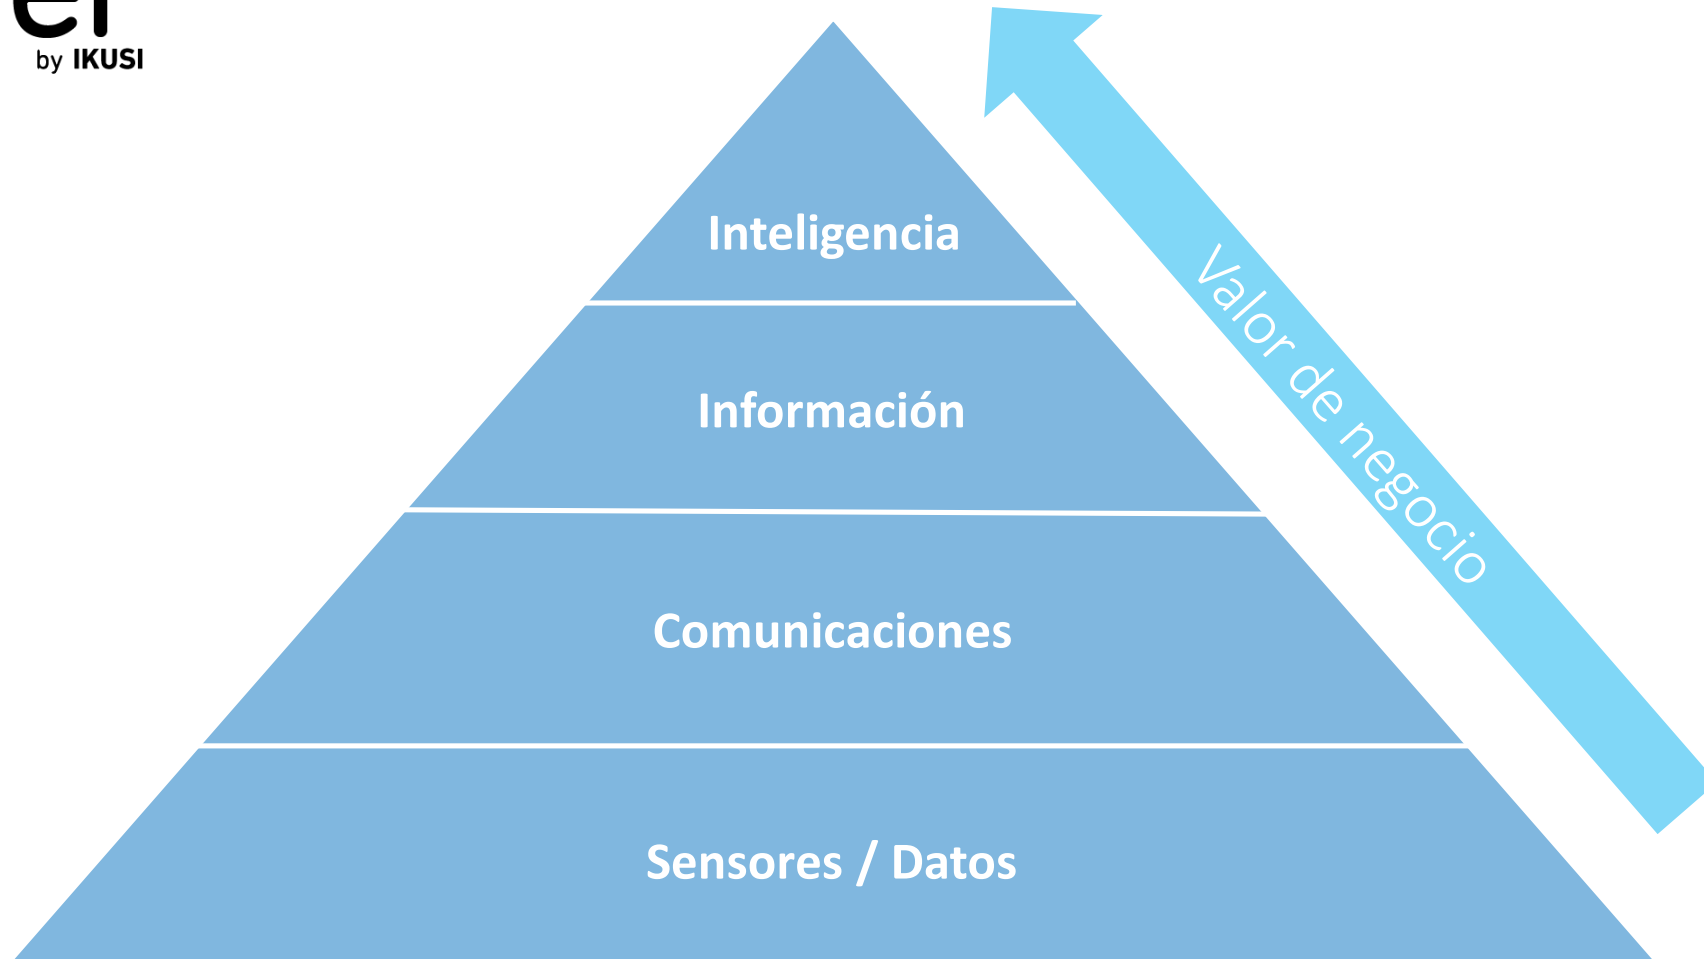 by IKUSI
Inteligencia
Información
Comunicaciones
Sensores / Datos
Valor de negocio